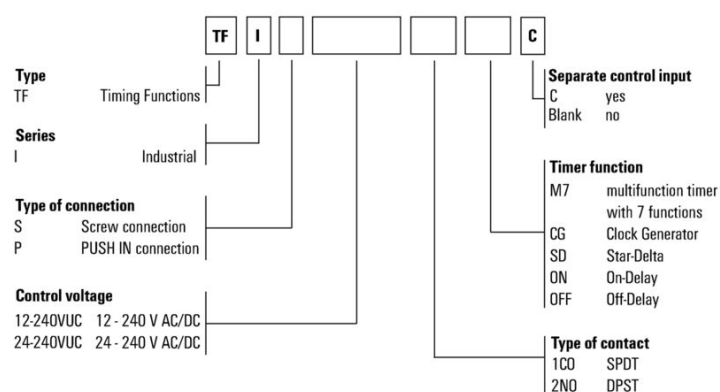 TF I C
Type
TF Timing Functions
Series
I Industrial
Type of connection
S Screw connection
P PUSH IN connection
Control voltage
12-240VUC 12 - 240 V AC/DC
24-240VUC 24 - 240 V AC/DC
Separate control input
C yes
Blank no
Timer function
M7 multifunction timer
with 7 functions
CG Clock Generator
SD Star-Delta
ON On-Delay
OFF Off-Delay
Type of contact
1CO SPDT
2NO DPST